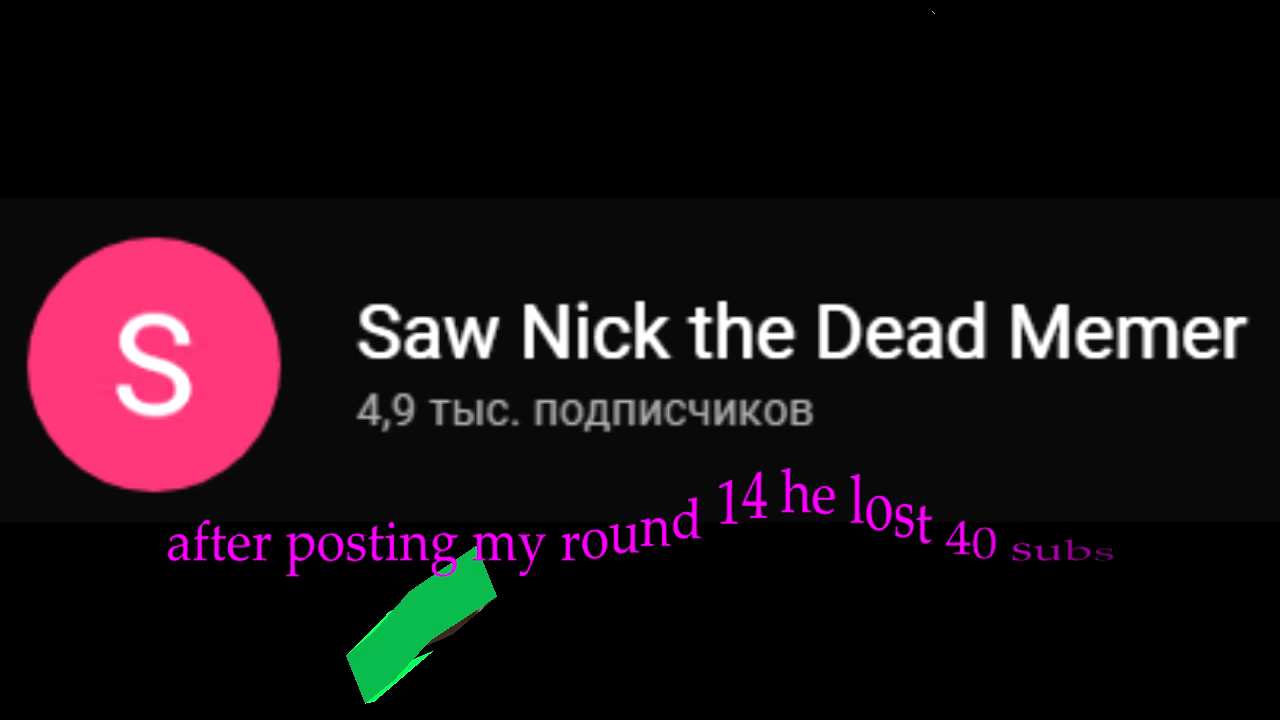 S
Saw Nick the Dead Memer
4,9 тыс. подписчиков
after posting my round 14 he lost 40 subs